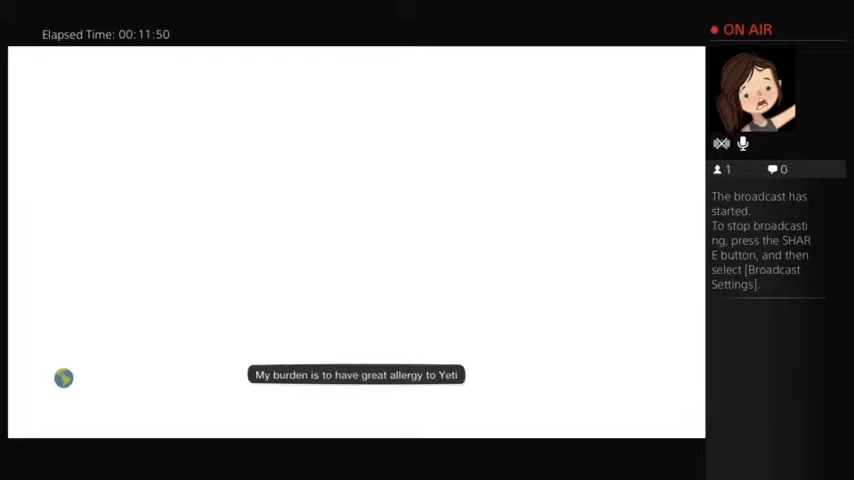 Elapsed Time: 00:11:50
ON AIR
1
0
The broadcast has
started.
To stop broadcasti
ng, press the SHAR
E button, and then
select [Broadcast
Settings].
My burden is to have great allergy to Yeti